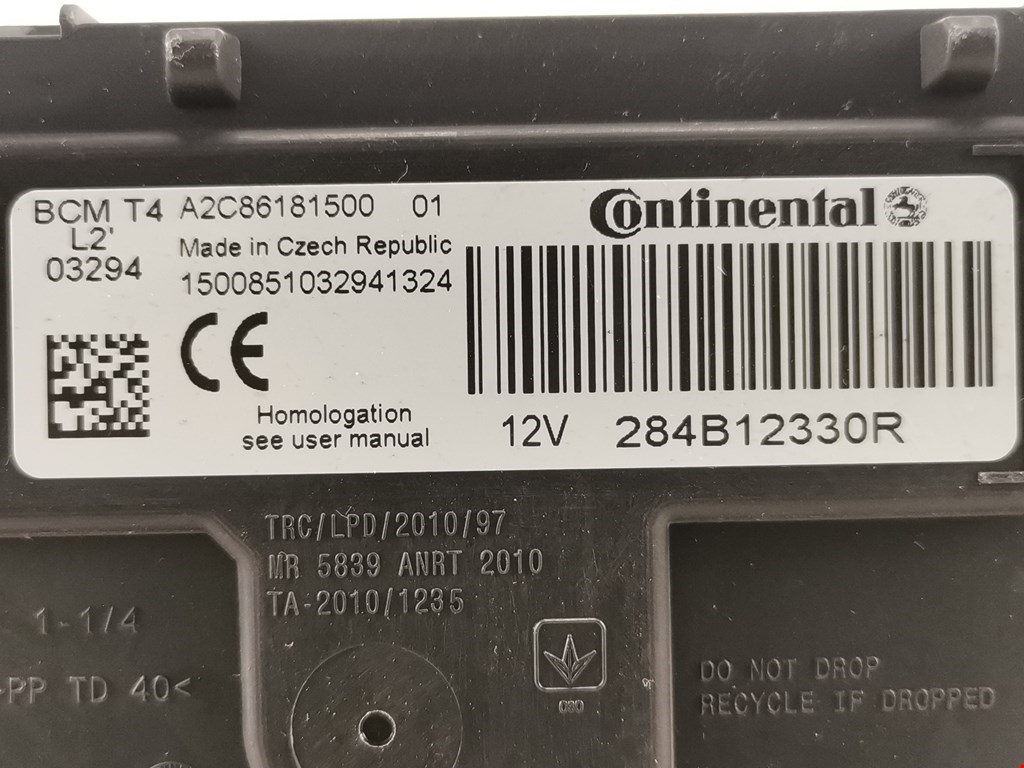 BCM T4 A2C86181500 01
L2'
03294
Made in Czech Republic
1500851032941324
Continental
CE
Homologation
see user manual
12V 284B12330R
TRC/LPD/2010/97
MR 5839 ANRT 2010
TA-2010/1235
1-1/4
>PP TD 40<
DO NOT DROP
RECYCLE IF DROPPED